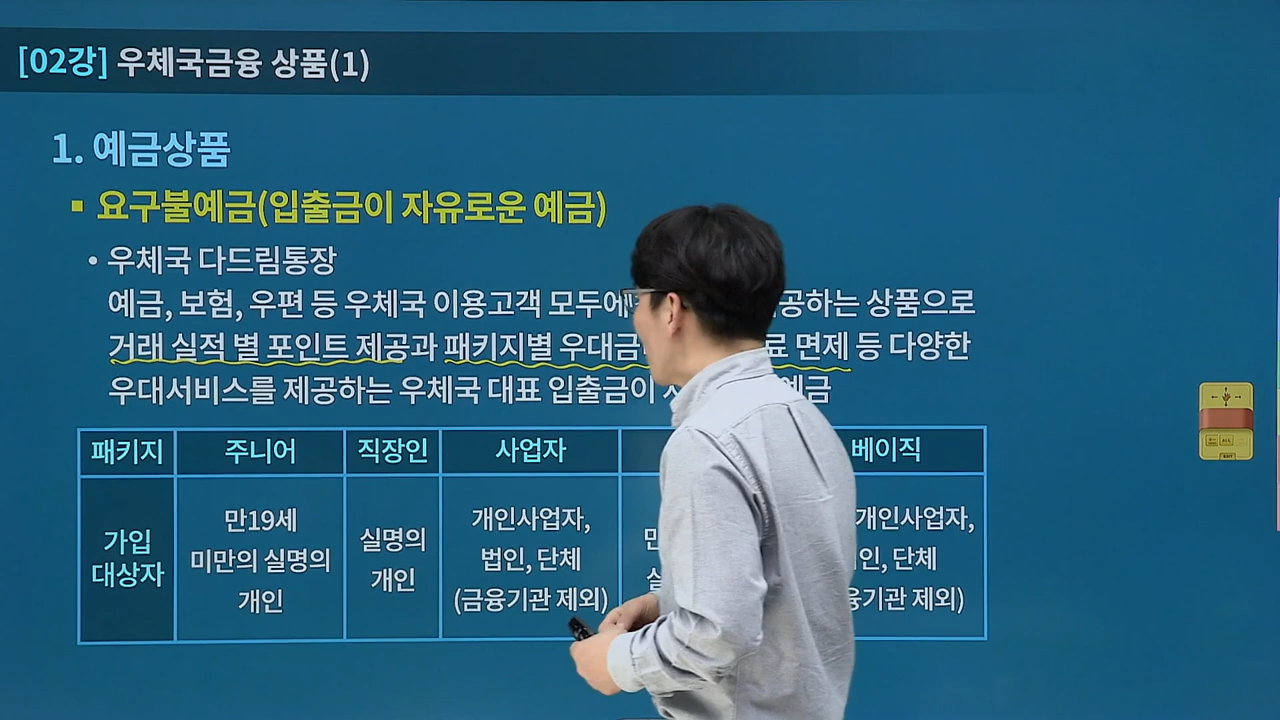 [02강] 우체국금융 상품(1)
1. 예금상품
▪ 요구불예금(입출금이 자유로운 예금)
• 우체국 다드림통장
예금, 보험, 우편 등 우체국 이용고객 모두에 공하는 상품으로
거래 실적 별 포인트 제공과 패키지별 우대금 료 면제 등 다양한
우대서비스를 제공하는 우체국 대표 입출금이 예금
패키지 주니어 직장인 사업자 베이직
가입 대상자
만19세
미만의 실명의
개인
실명의
개인
개인사업자,
법인, 단체
(금융기관 제외)
개인사업자,
인, 단체
융기관 제외)
ALL
EXIT